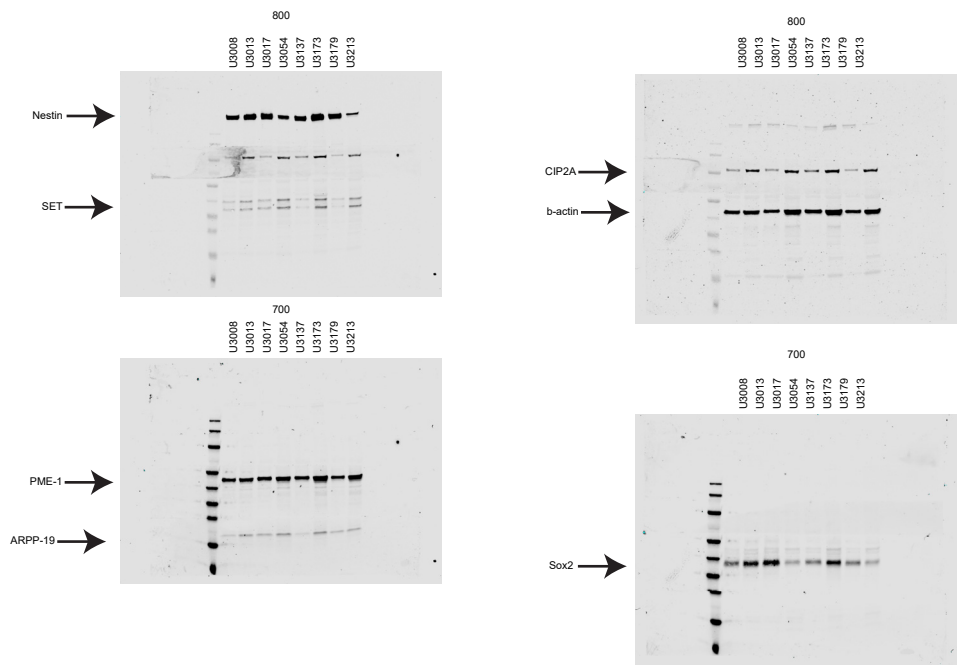 800
U3008
U3013
U3017
U3054
U3137
U3173
U3179
U3213
Nestin
SET
700
U3008
U3013
U3017
U3054
U3137
U3173
U3179
U3213
PME-1
ARPP-19
800
U3008
U3013
U3017
U3054
U3137
U3173
U3179
U3213
CIP2A
b-actin
700
U3008
U3013
U3017
U3054
U3137
U3173
U3179
U3213
Sox2